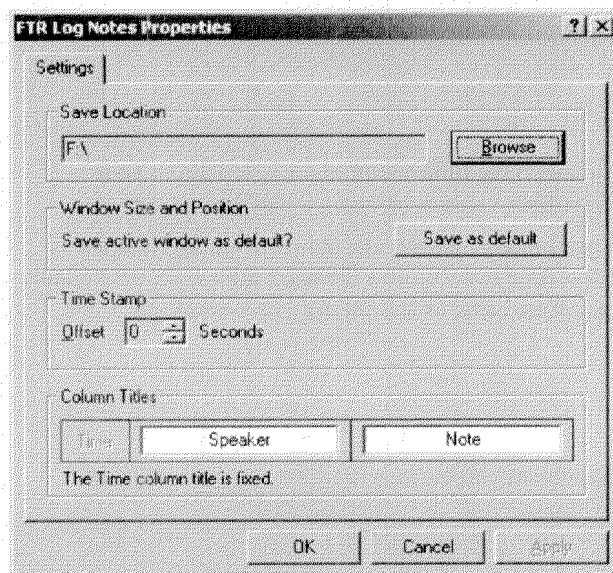 FTR Log Notes Properties ? ×
Settings
Save Location
F:\ Browse
Window Size and Position
Save active window as default? Save as default
Time Stamp
Offset 0 Seconds
Column Titles
Time Speaker Note
The Time column title is fixed.
OK Cancel Apply